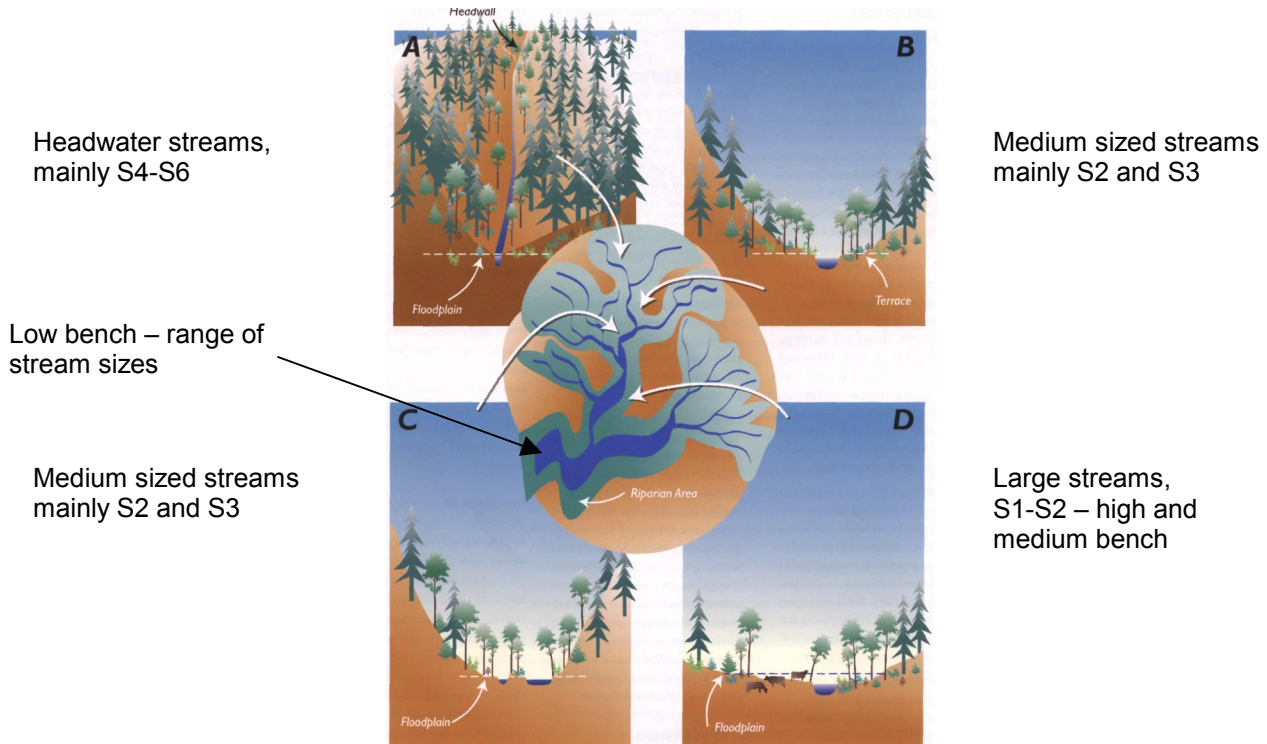 Headwall
A
B
Headwater streams,
mainly S4-S6
Medium sized streams
mainly S2 and S3
Floodplain
Terrace
Low bench – range of
stream sizes
C
D
Medium sized streams
mainly S2 and S3
Riparian Area
Large streams,
S1-S2 – high and
medium bench
Floodplain
Floodplain